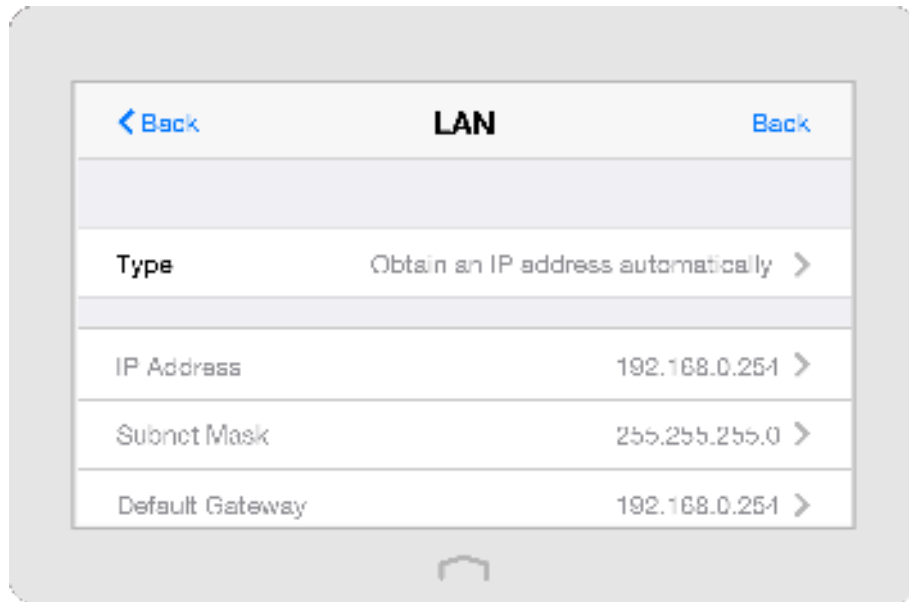 Back LAN Back
Type Obtain an IP address automatically
IP Address 192.168.0.254
Subnet Mask 255.255.255.0
Default Gateway 192.168.0.254